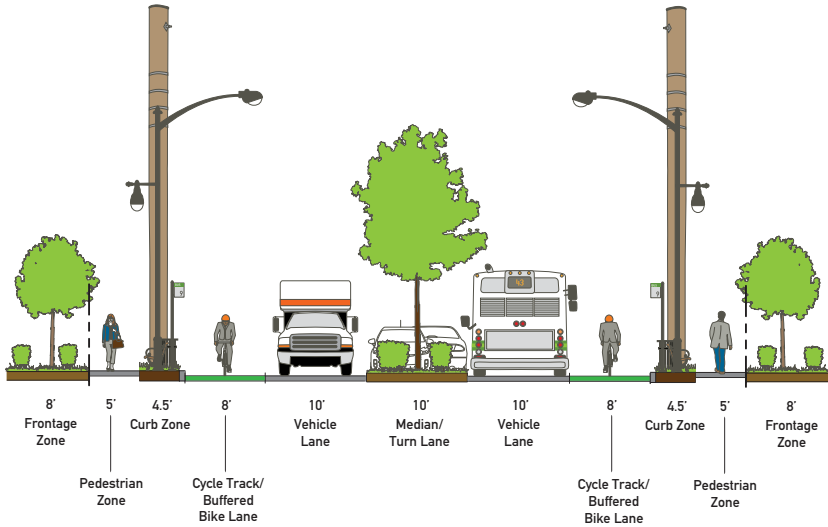 43
8’ 5’ 4.5’ 8’ 10’ 10’ 10’ 8’ 4.5’ 5’ 8’
Frontage Zone
Curb Zone
Vehicle Lane
Median/ Turn Lane
Vehicle Lane
Curb Zone
Frontage Zone
Pedestrian Zone
Cycle Track/ Buffered Bike Lane
Cycle Track/ Buffered Bike Lane
Pedestrian Zone